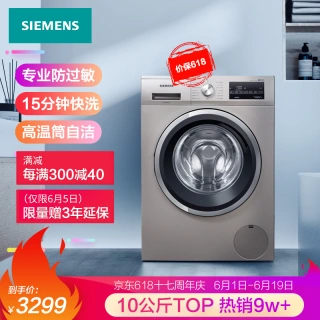 SIEMENS
价保618
专业防过敏
15分钟快洗
高温筒自洁
满减
每满300减40
(仅限6月5日)
限量赠3年延保
京东618十七周年庆 6月1日-6月19日
¥3299
10公斤TOP 热销9w+